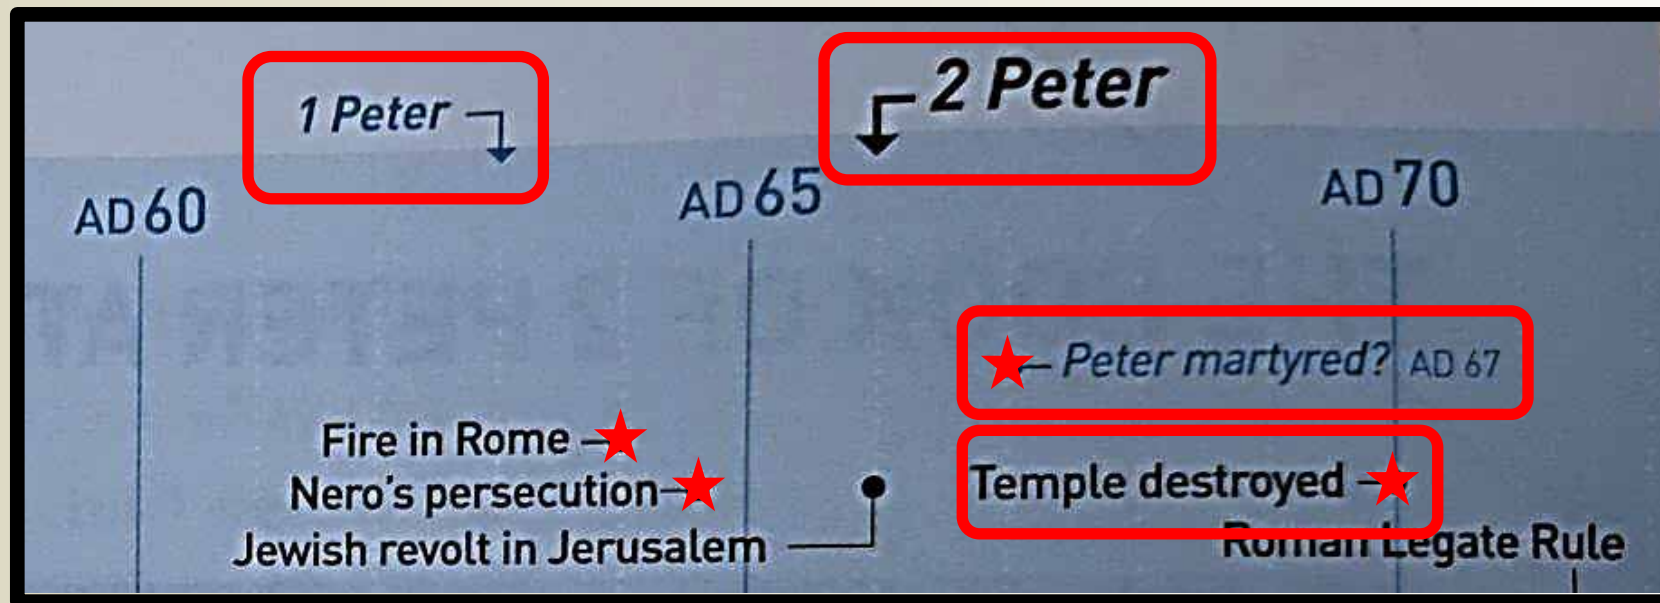 1 Peter
2 Peter
AD 60
AD 65
AD 70
Peter martyred? AD 67
Fire in Rome
Nero's persecution
Temple destroyed
Jewish revolt in Jerusalem
Roman Legate Rule